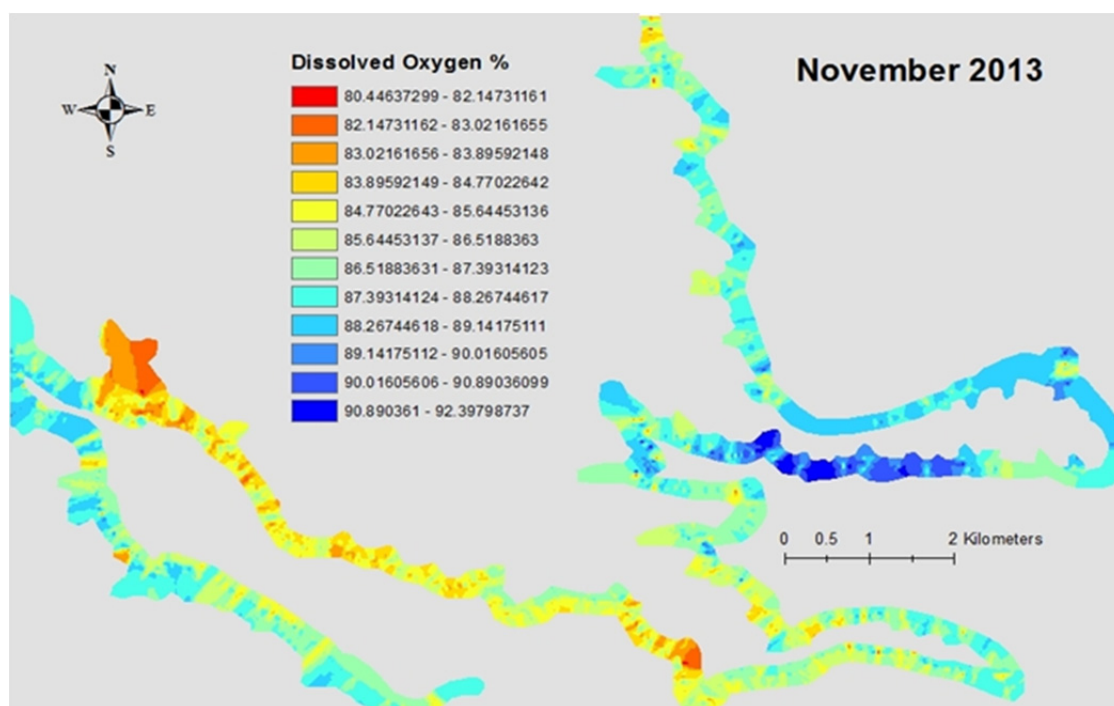 Dissolved Oxygen %
November 2013
N
W E
S
80.44637299 - 82.14731161
82.14731162 - 83.02161655
83.02161656 - 83.89592148
83.89592149 - 84.77022642
84.77022643 - 85.64453136
85.64453137 - 86.5188363
86.51883631 - 87.39314123
87.39314124 - 88.26744617
88.26744618 - 89.14175111
89.14175112 - 90.01605605
90.01605606 - 90.89036099
90.890361 - 92.39798737
0 0.5 1 2 Kilometers